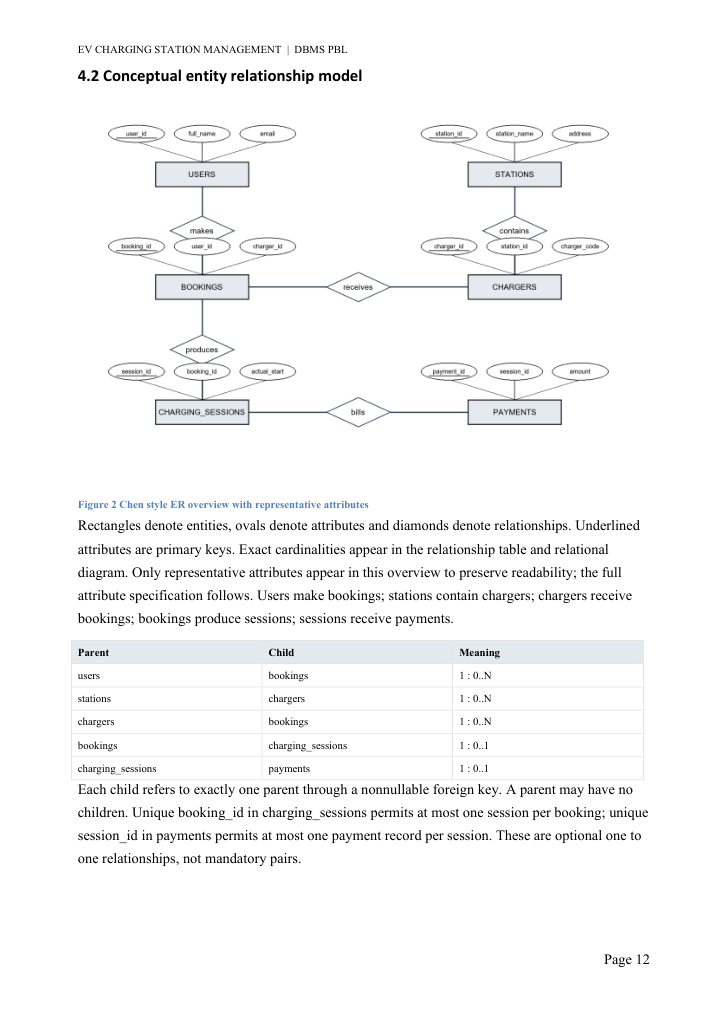 EV CHARGING STATION MANAGEMENT | DBMS PBL
4.2 Conceptual entity relationship model
user_id full_name email station_id station_name address
USERS STATIONS
makes contains
booking_id user_id charger_id charger_id station_id charger_code
BOOKINGS receives CHARGERS
produces
session_id booking_id actual_start payment_id session_id amount
CHARGING_SESSIONS bills PAYMENTS
Figure 2 Chen style ER overview with representative attributes
Rectangles denote entities, ovals denote attributes and diamonds denote relationships. Underlined
attributes are primary keys. Exact cardinalities appear in the relationship table and relational
diagram. Only representative attributes appear in this overview to preserve readability; the full
attribute specification follows. Users make bookings; stations contain chargers; chargers receive
bookings; bookings produce sessions; sessions receive payments.
Parent Child Meaning
users bookings 1 : 0..N
stations chargers 1 : 0..N
chargers bookings 1 : 0..N
bookings charging_sessions 1 : 0..1
charging_sessions payments 1 : 0..1
Each child refers to exactly one parent through a nonnullable foreign key. A parent may have no
children. Unique booking_id in charging_sessions permits at most one session per booking; unique
session_id in payments permits at most one payment record per session. These are optional one to
one relationships, not mandatory pairs.
Page 12